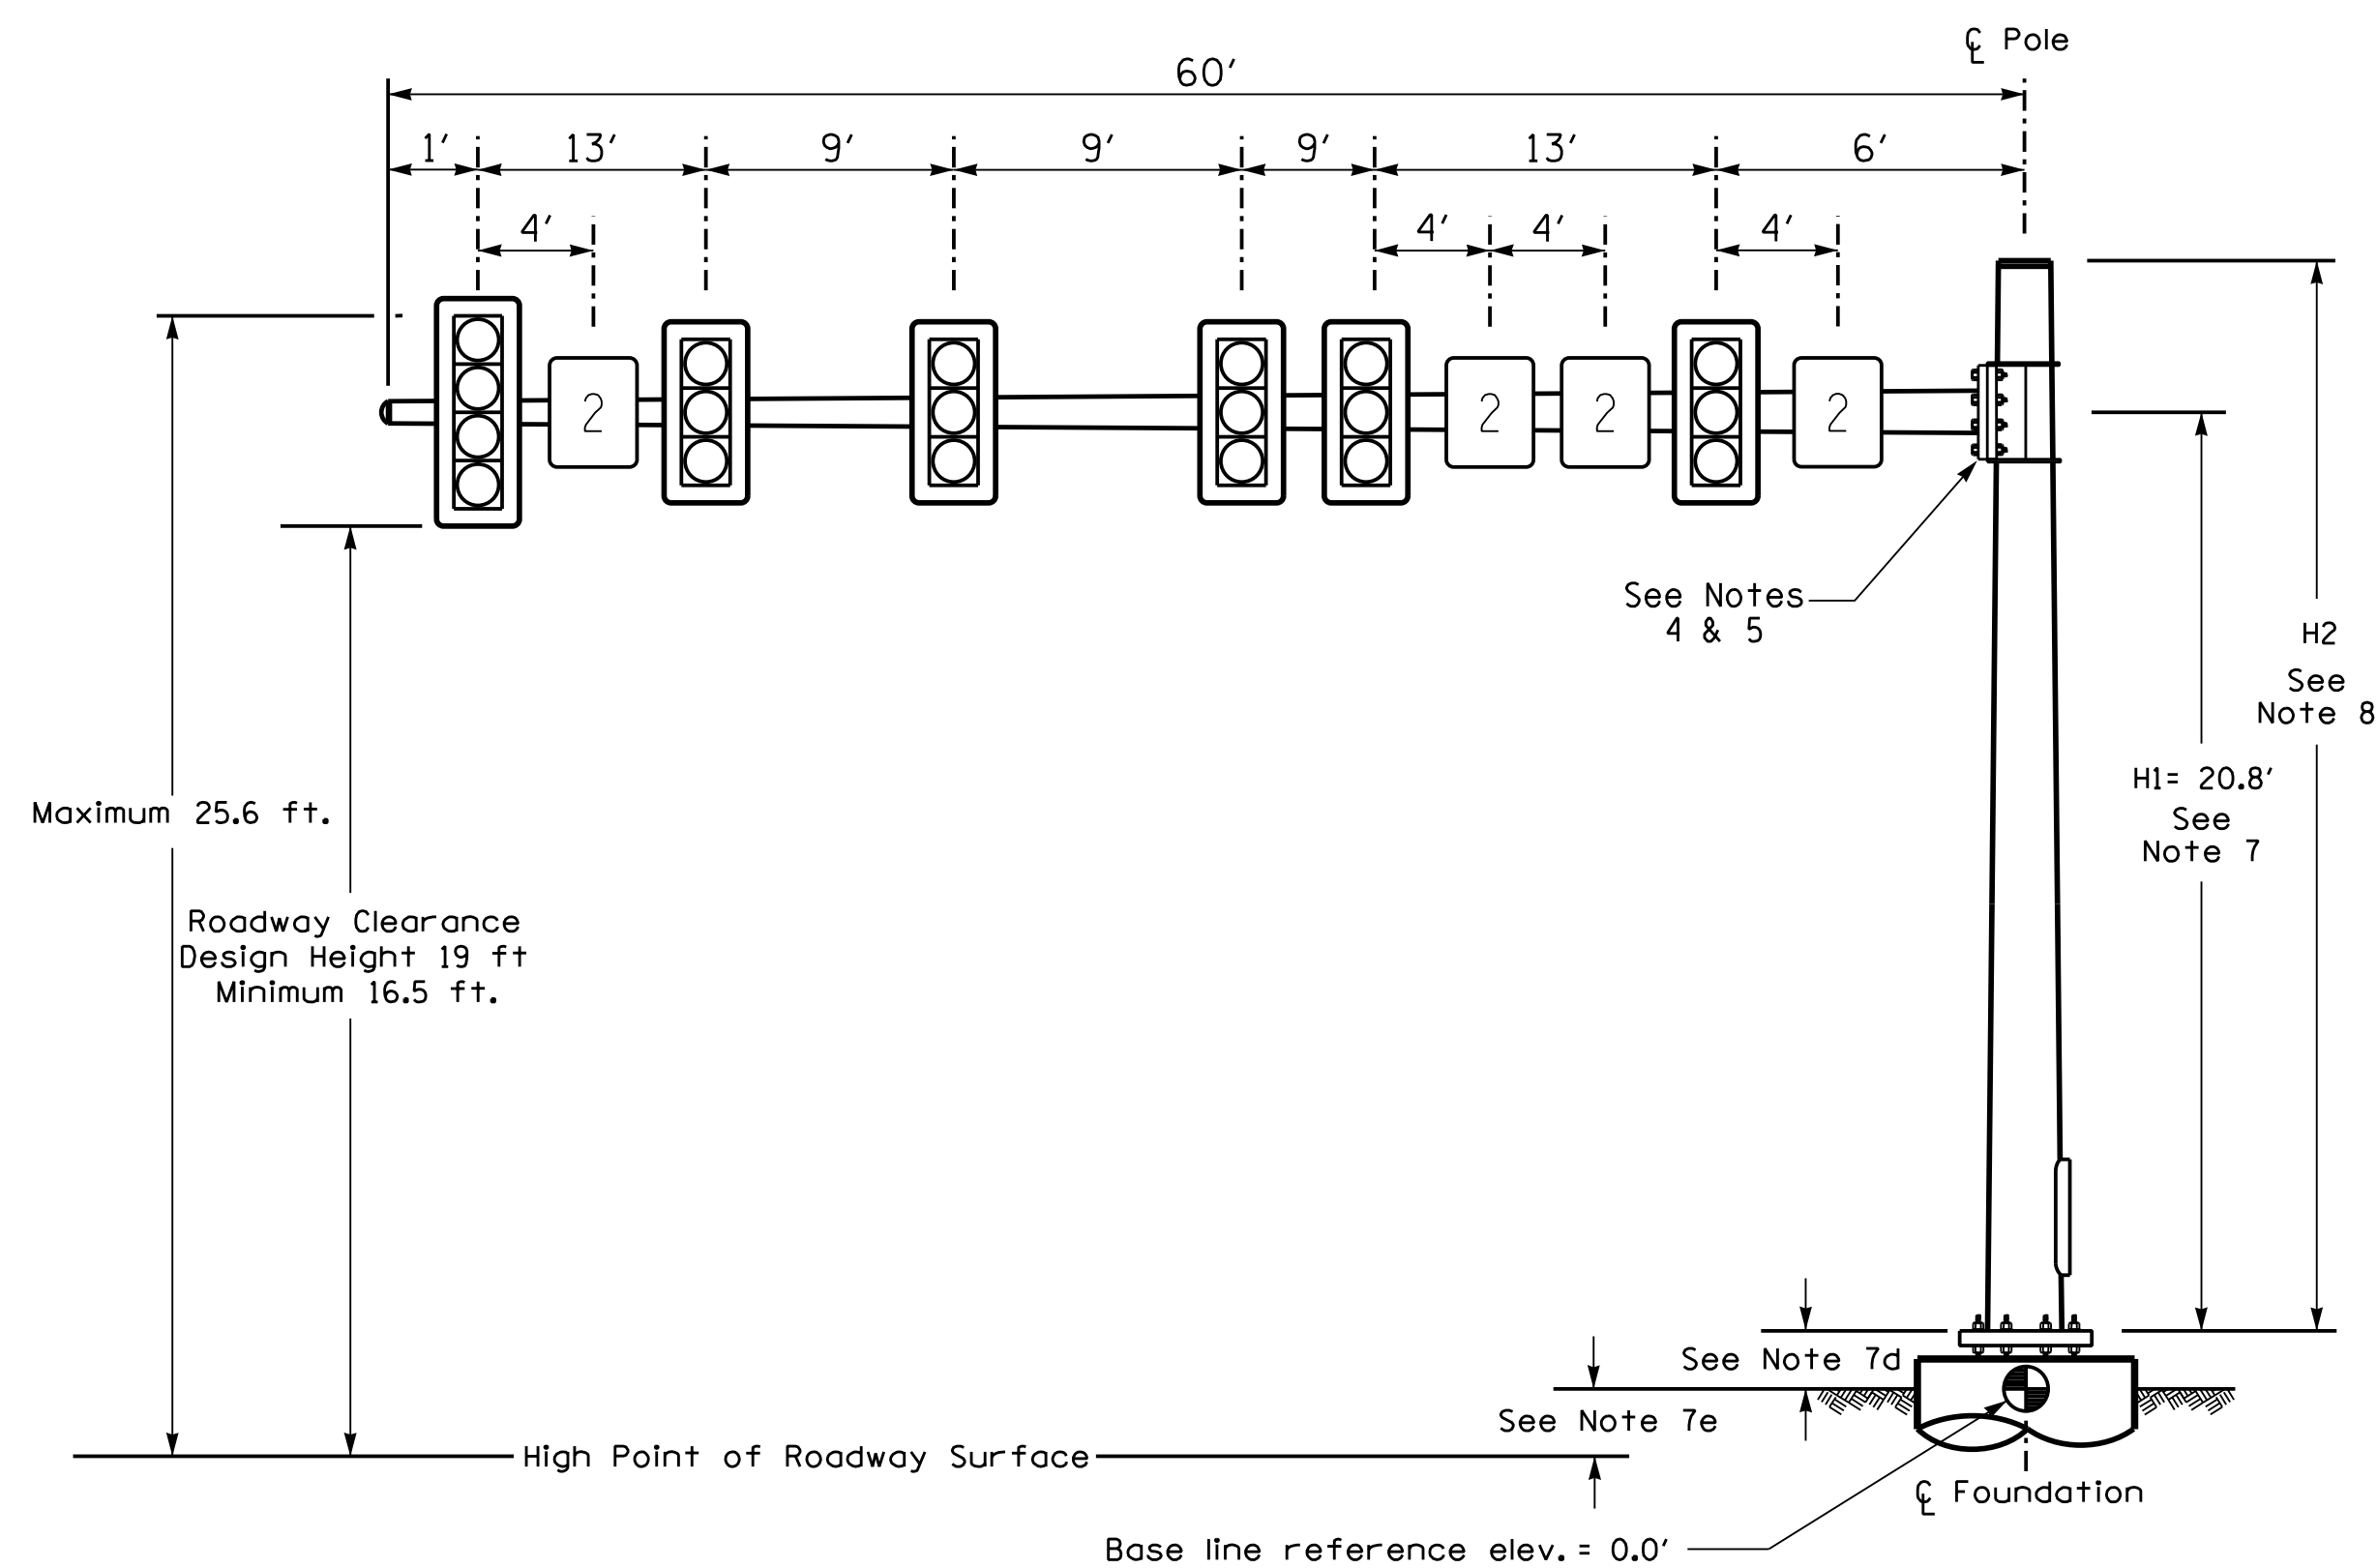 ℄ Pole
60'
1' 13' 9' 9' 9' 13' 6'
4' 4' 4' 4'
2 2 2 2
See Notes
4 & 5
H2
See
Note 8
H1= 20.8'
See
Note 7
Maximum 25.6 ft.
Roadway Clearance
Design Height 19 ft
Minimum 16.5 ft.
See Note 7d
See Note 7e
High Point of Roadway Surface
℄ Foundation
Base line reference elev.= 0.0'